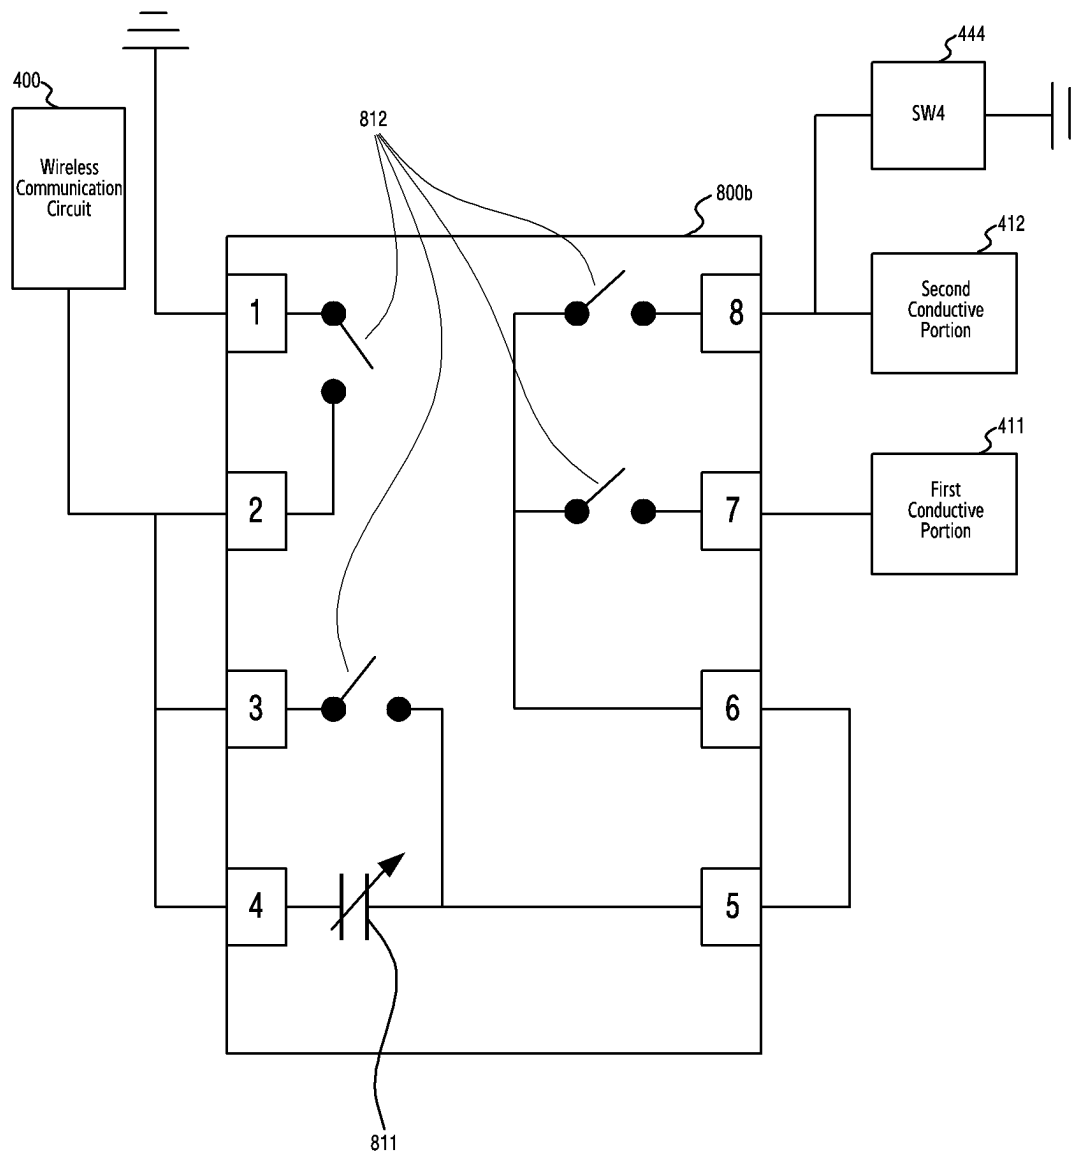 444
400
SW4
812
Wireless
Communication
Circuit
800b
412
1
8
Second
Conductive
Portion
411
2
7
First
Conductive
Portion
3
6
4
5
811